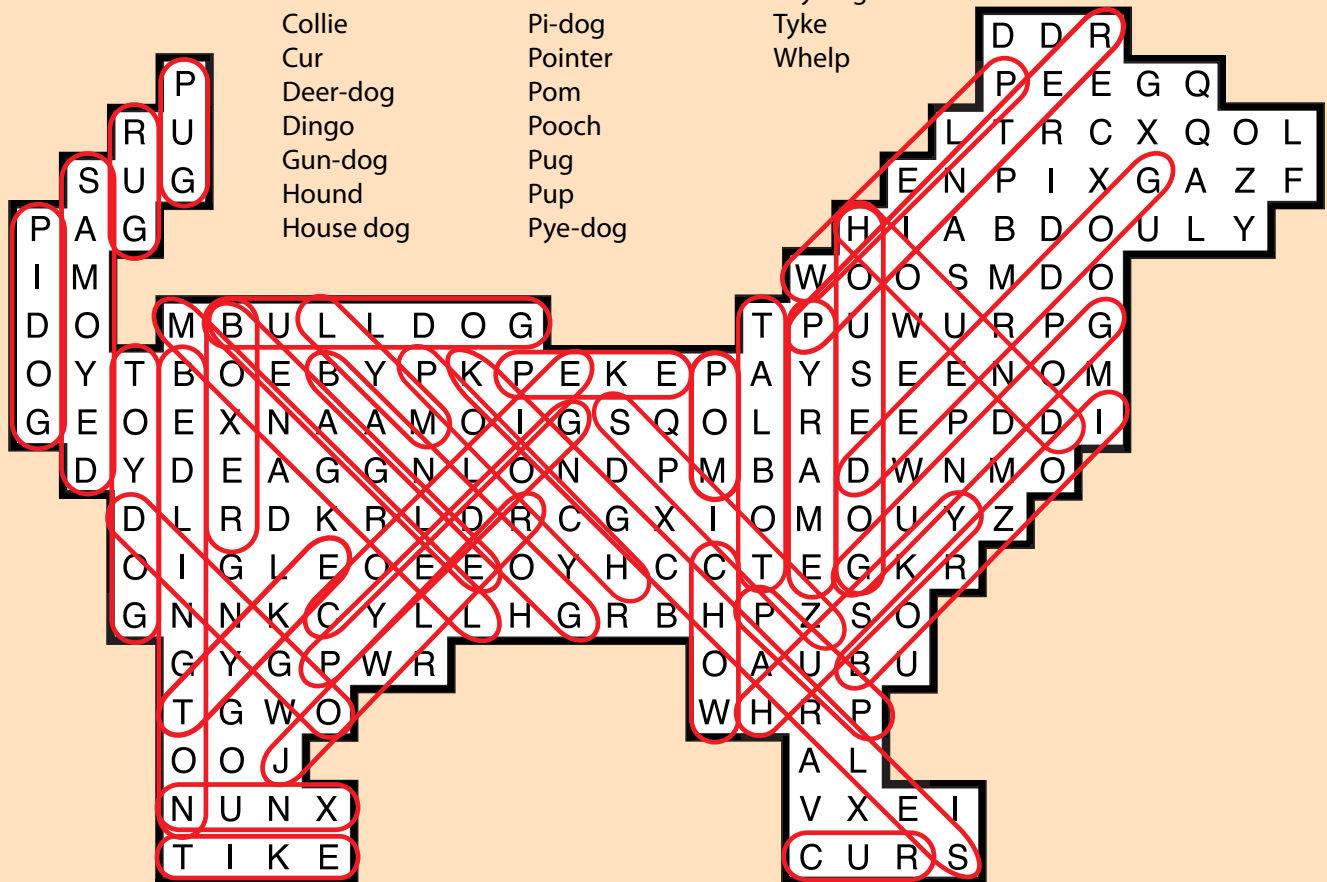 Collie
Cur
Deer-dog
Dingo
Gun-dog
Hound
House dog
Pi-dog
Pointer
Pom
Pooch
Pug
Pup
Pye-dog
Tyke
Whelp
D D R
P P E E G Q
R U L T R C X Q O L
S U G E N P I X G A Z F
P A G H I A B D O U L Y
I M W O O S M D O
D O M B U L L D O G T P U W U R P G
O Y T B O E B Y P K P E K E P A Y S E E N O M
G E O E X N A A M O I G S Q O L R E E P D D I
D Y D E A G G N L O N D P M B A D W N M O
D L R D K R L D R C G X I O M O U Y Z
O I G L E O E E O Y H C C T E G K R
G N N K C Y L L H G R B H P Z S O
G Y G P W R O A U B U
T G W O W H R P
O O J A L
N U N X V X E I
T I K E C U R S